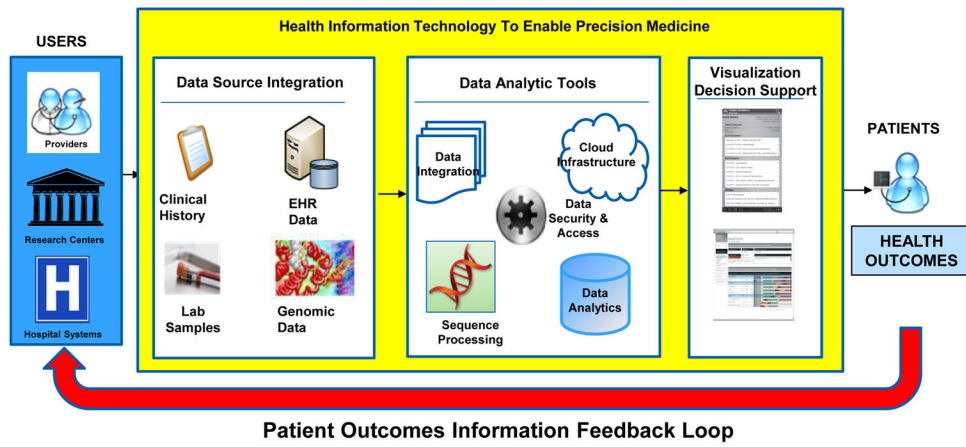 Health Information Technology To Enable Precision Medicine
USERS
Providers
Research Centers
Hospital Systems
Data Source Integration
Clinical
History
EHR
Data
Lab
Samples
Genomic
Data
Data Analytic Tools
Data
Integration
Cloud
Infrastructure
Data
Security &
Access
Sequence
Processing
Data
Analytics
Visualization
Decision Support
PATIENTS
HEALTH
OUTCOMES
Patient Outcomes Information Feedback Loop